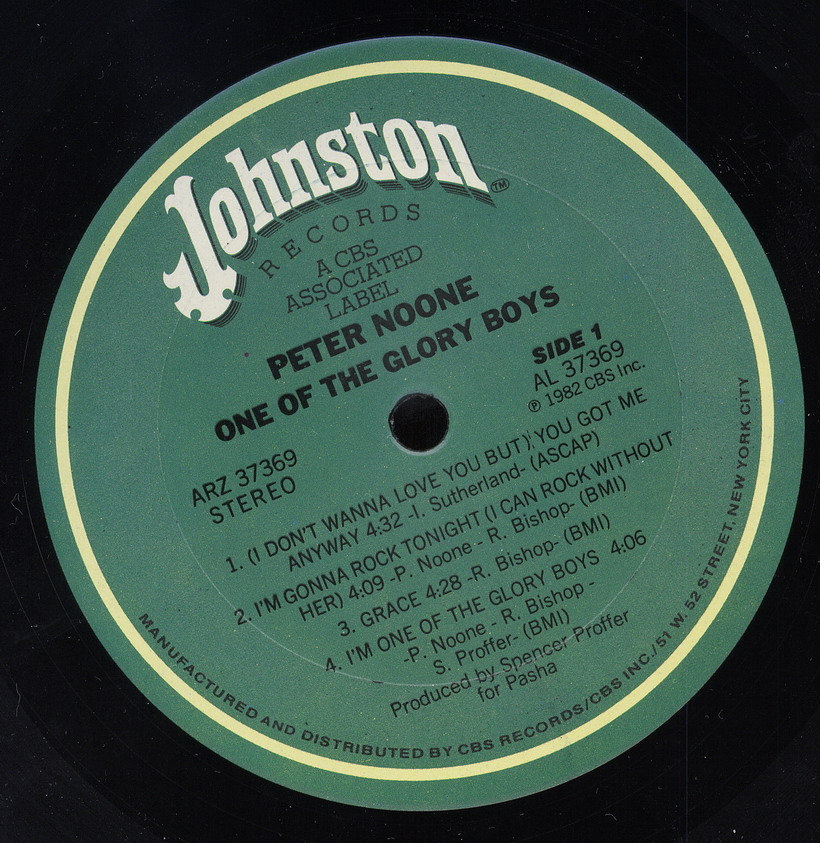 Johnston TM
RECORDS
A CBS
ASSOCIATED
LABEL
PETER NOONE
ONE OF THE GLORY BOYS
SIDE 1
AL 37369
℗ 1982 CBS Inc.
ARZ 37369
STEREO
1. (I DON'T WANNA LOVE YOU BUT) YOU GOT ME
ANYWAY 4:32 -I. Sutherland- (ASCAP)
2. I'M GONNA ROCK TONIGHT (I CAN ROCK WITHOUT
HER) 4:09 -P. Noone - R. Bishop- (BMI)
3. GRACE 4:28 -R. Bishop- (BMI)
4. I'M ONE OF THE GLORY BOYS 4:06
-P. Noone - R. Bishop -
S. Proffer- (BMI)
Produced by Spencer Proffer
for Pasha
MANUFACTURED AND DISTRIBUTED BY CBS RECORDS/CBS INC./51 W. 52 STREET, NEW YORK CITY